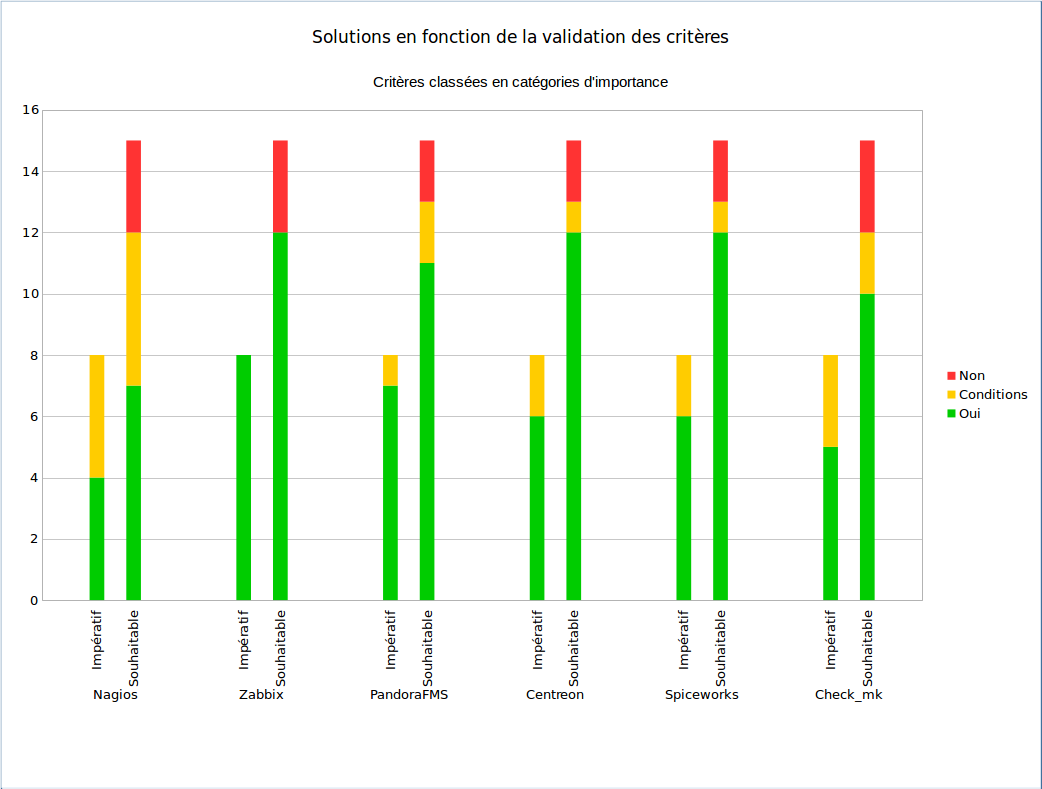 Solutions en fonction de la validation des critères
Critères classées en catégories d'importance
16
14
12
10
8
6
4
2
0
Non
Conditions
Oui
Impératif
Souhaitable
Impératif
Souhaitable
Impératif
Souhaitable
Impératif
Souhaitable
Impératif
Souhaitable
Impératif
Souhaitable
Nagios
Zabbix
PandoraFMS
Centreon
Spiceworks
Check_mk